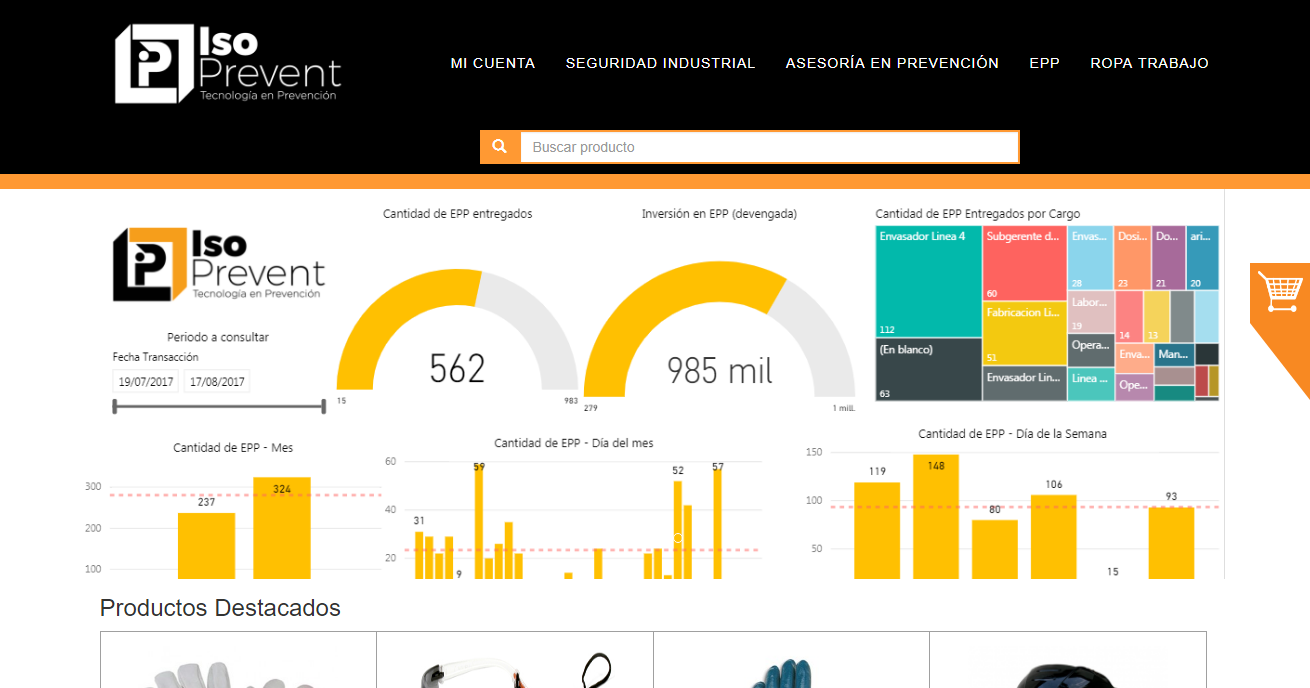 Iso
Prevent
Tecnología en Prevención
MI CUENTA
SEGURIDAD INDUSTRIAL
ASESORÍA EN PREVENCIÓN
EPP
ROPA TRABAJO
Buscar producto
Iso
Prevent
Tecnología en Prevención
Periodo a consultar
Fecha Transacción
19/07/2017 17/08/2017
Cantidad de EPP entregados
562
15
983
Inversión en EPP (devengada)
985 mil
279
1 mill.
Cantidad de EPP Entregados por Cargo
Envasador Linea 4
112
(En blanco)
63
Subgerente d...
60
Fabricacion Li...
51
Envasador Lin...
Envas...
28
Labor...
19
Opera...
Linea ...
Dosi...
23
Do...
21
ari...
20
14
13
Enva...
Man...
Ope...
Cantidad de EPP - Mes
300
200
100
237
324
Cantidad de EPP - Día del mes
60
40
20
31
9
59
52
57
Cantidad de EPP - Día de la Semana
150
100
50
119
148
80
106
15
93
Productos Destacados